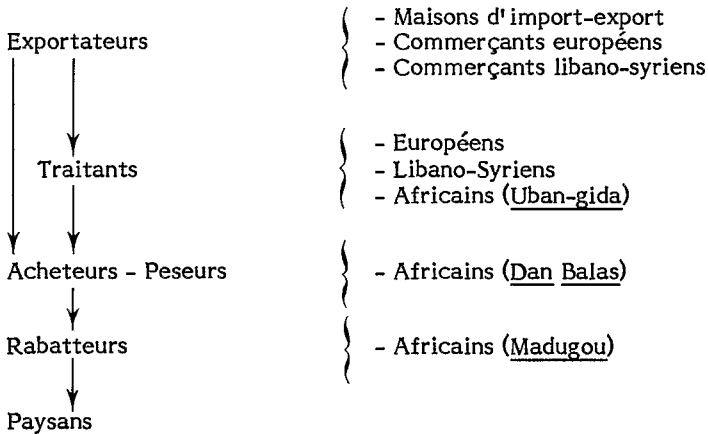 - Maisons d'import-export
Exportateurs
- Commerçants européens
- Commerçants libano-syriens
- Européens
Traitants
- Libano-Syriens
- Africains (Uban-gida)
Acheteurs - Peseurs
- Africains (Dan Balas)
Rabatteurs
- Africains (Madugou)
Paysans